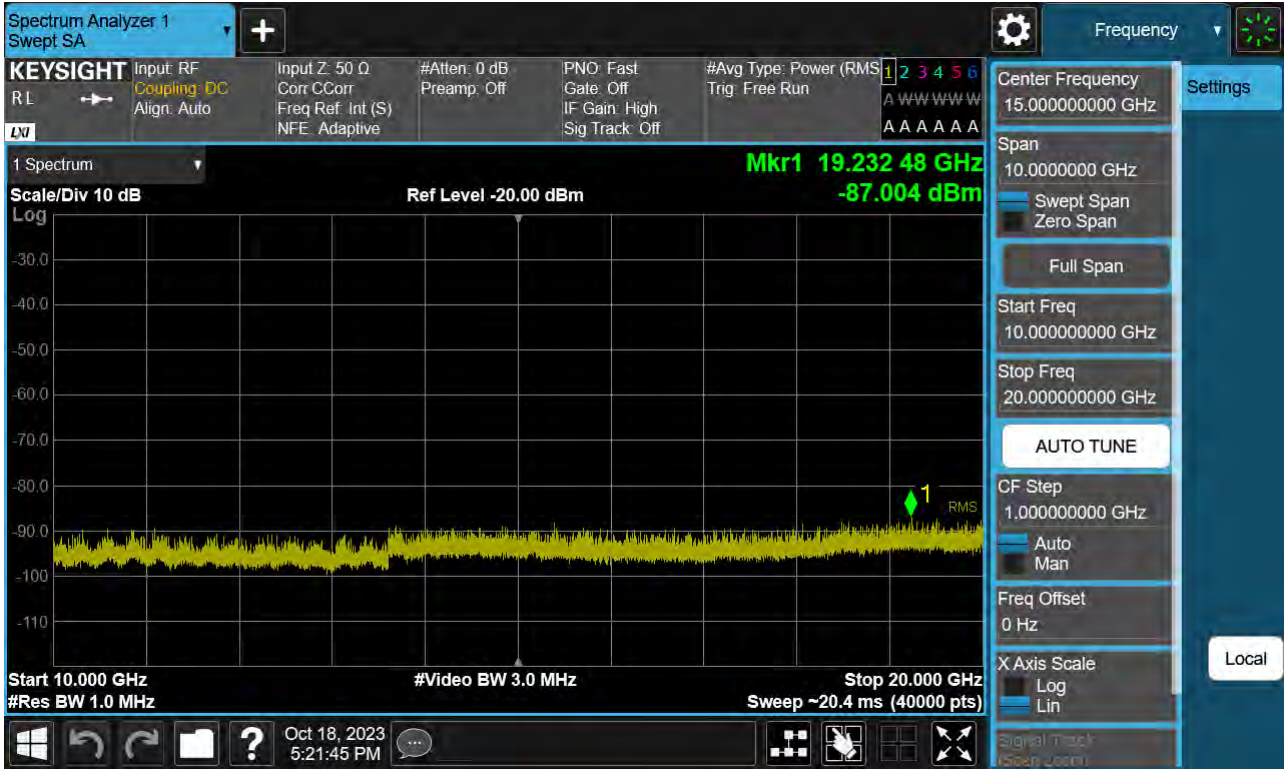 Spectrum Analyzer 1
Swept SA
+
Frequency
KEYSIGHT
R L
LXI
Input: RF
Coupling: DC
Align: Auto
Input Z: 50 Ω
Corr CCorr
Freq Ref: Int (S)
NFE: Adaptive
#Atten: 0 dB
Preamp: Off
PNO: Fast
Gate: Off
IF Gain: High
Sig Track: Off
#Avg Type: Power (RMS
Trig: Free Run
1 2 3 4 5 6
A W W W W W
A A A A A A
1 Spectrum
Scale/Div 10 dB
Ref Level -20.00 dBm
Mkr1 19.232 48 GHz
-87.004 dBm
Log
-30.0
-40.0
-50.0
-60.0
-70.0
-80.0
-90.0
-100
-110
1
RMS
Start 10.000 GHz
#Video BW 3.0 MHz
Stop 20.000 GHz
#Res BW 1.0 MHz
Sweep ~20.4 ms (40000 pts)
Center Frequency
15.000000000 GHz
Settings
Span
10.0000000 GHz
Swept Span
Zero Span
Full Span
Start Freq
10.000000000 GHz
Stop Freq
20.000000000 GHz
AUTO TUNE
CF Step
1.000000000 GHz
Auto
Man
Freq Offset
0 Hz
X Axis Scale
Log
Lin
Local
Signal Track
(Span Zoom)
?
Oct 18, 2023
5:21:45 PM